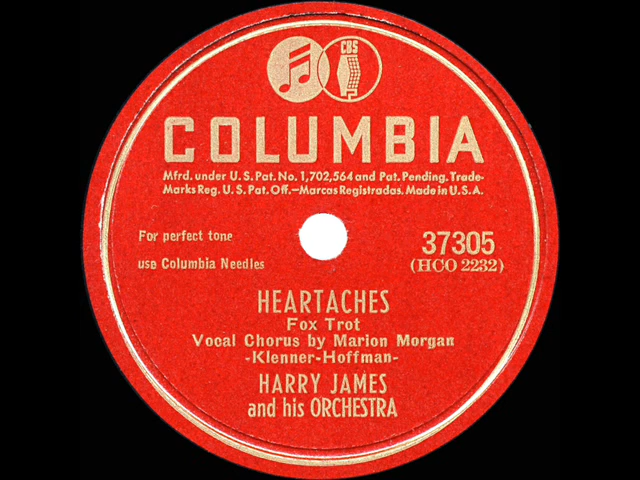 CBS
COLUMBIA
Mfrd. under U.S. Pat. No. 1,702,564 and Pat. Pending. Trade-
Marks Reg. U.S. Pat. Off.—Marcas Registradas. Made in U.S.A.
For perfect tone
use Columbia Needles
37305
(HCO 2232)
HEARTACHES
Fox Trot
Vocal Chorus by Marion Morgan
-Klenner-Hoffman-
HARRY JAMES
and his ORCHESTRA